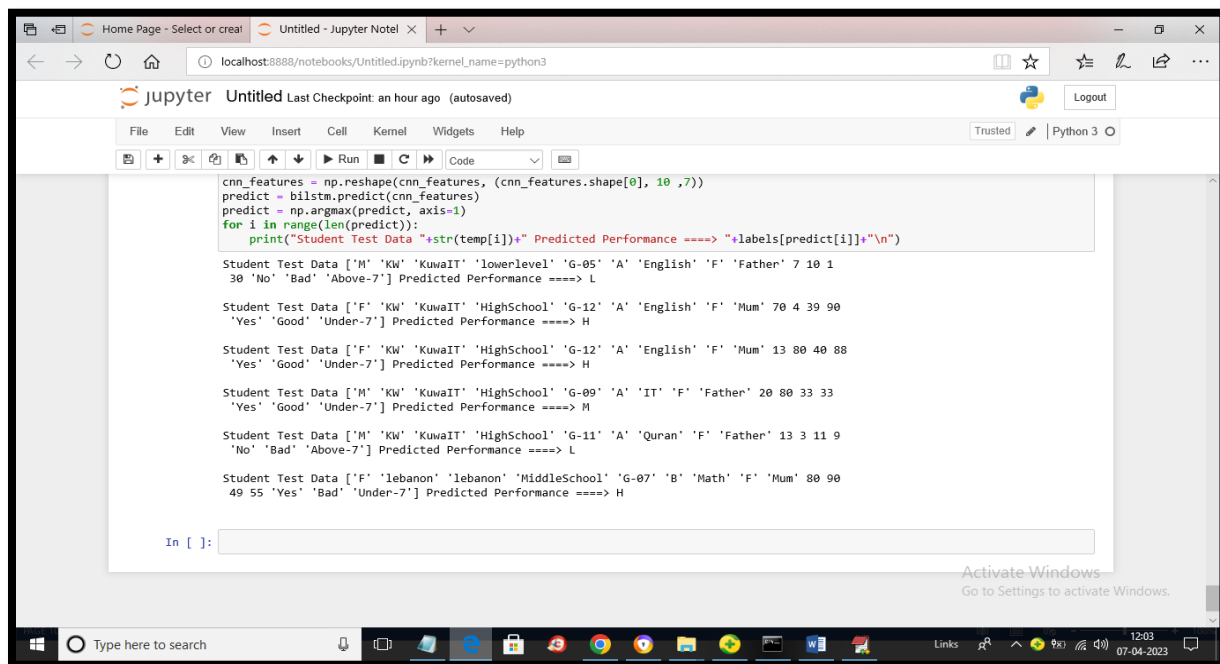 Home Page - Select or creat
Untitled - Jupyter Notel
localhost:8888/notebooks/Untitled.ipynb?kernel_name=python3
jupyter Untitled Last Checkpoint: an hour ago (autosaved)
Logout
File Edit View Insert Cell Kernel Widgets Help
Trusted Python 3
Run Code
cnn_features = np.reshape(cnn_features, (cnn_features.shape[0], 10 ,7))
predict = bilstm.predict(cnn_features)
predict = np.argmax(predict, axis=1)
for i in range(len(predict)):
    print("Student Test Data "+str(temp[i])+" Predicted Performance ====> "+labels[predict[i]]+"\n")
Student Test Data ['M' 'KW' 'KuwaIT' 'lowerlevel' 'G-05' 'A' 'English' 'F' 'Father' 7 10 1
 30 'No' 'Bad' 'Above-7'] Predicted Performance ====> L
Student Test Data ['F' 'KW' 'KuwaIT' 'HighSchool' 'G-12' 'A' 'English' 'F' 'Mum' 70 4 39 90
 'Yes' 'Good' 'Under-7'] Predicted Performance ====> H
Student Test Data ['F' 'KW' 'KuwaIT' 'HighSchool' 'G-12' 'A' 'English' 'F' 'Mum' 13 80 40 88
 'Yes' 'Good' 'Under-7'] Predicted Performance ====> H
Student Test Data ['M' 'KW' 'KuwaIT' 'HighSchool' 'G-09' 'A' 'IT' 'F' 'Father' 20 80 33 33
 'Yes' 'Good' 'Under-7'] Predicted Performance ====> M
Student Test Data ['M' 'KW' 'KuwaIT' 'HighSchool' 'G-11' 'A' 'Quran' 'F' 'Father' 13 3 11 9
 'No' 'Bad' 'Above-7'] Predicted Performance ====> L
Student Test Data ['F' 'lebanon' 'lebanon' 'MiddleSchool' 'G-07' 'B' 'Math' 'F' 'Mum' 80 90
 49 55 'Yes' 'Bad' 'Under-7'] Predicted Performance ====> H
In [ ]:
Activate Windows
Go to Settings to activate Windows.
Type here to search
Links
12:03
07-04-2023